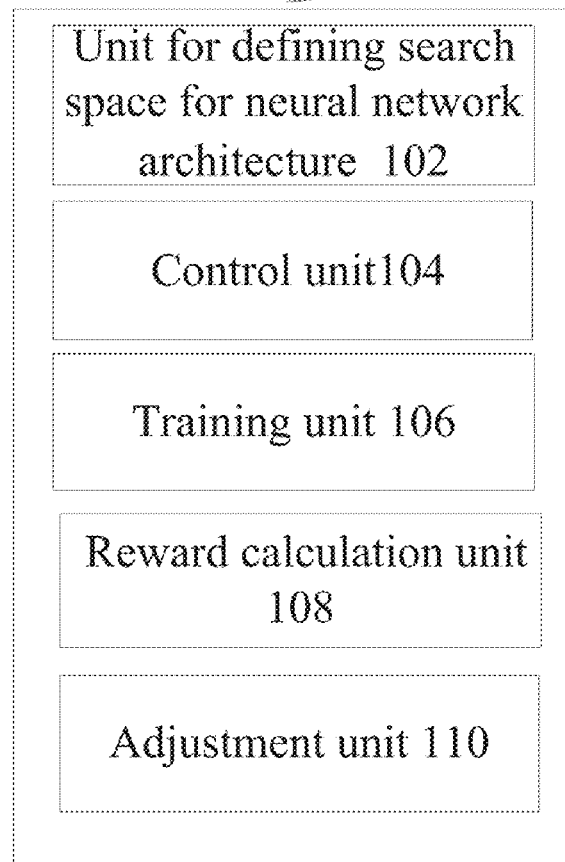 Unit for defining search
space for neural network
architecture 102
Control unit104
Training unit 106
Reward calculation unit
108
Adjustment unit 110